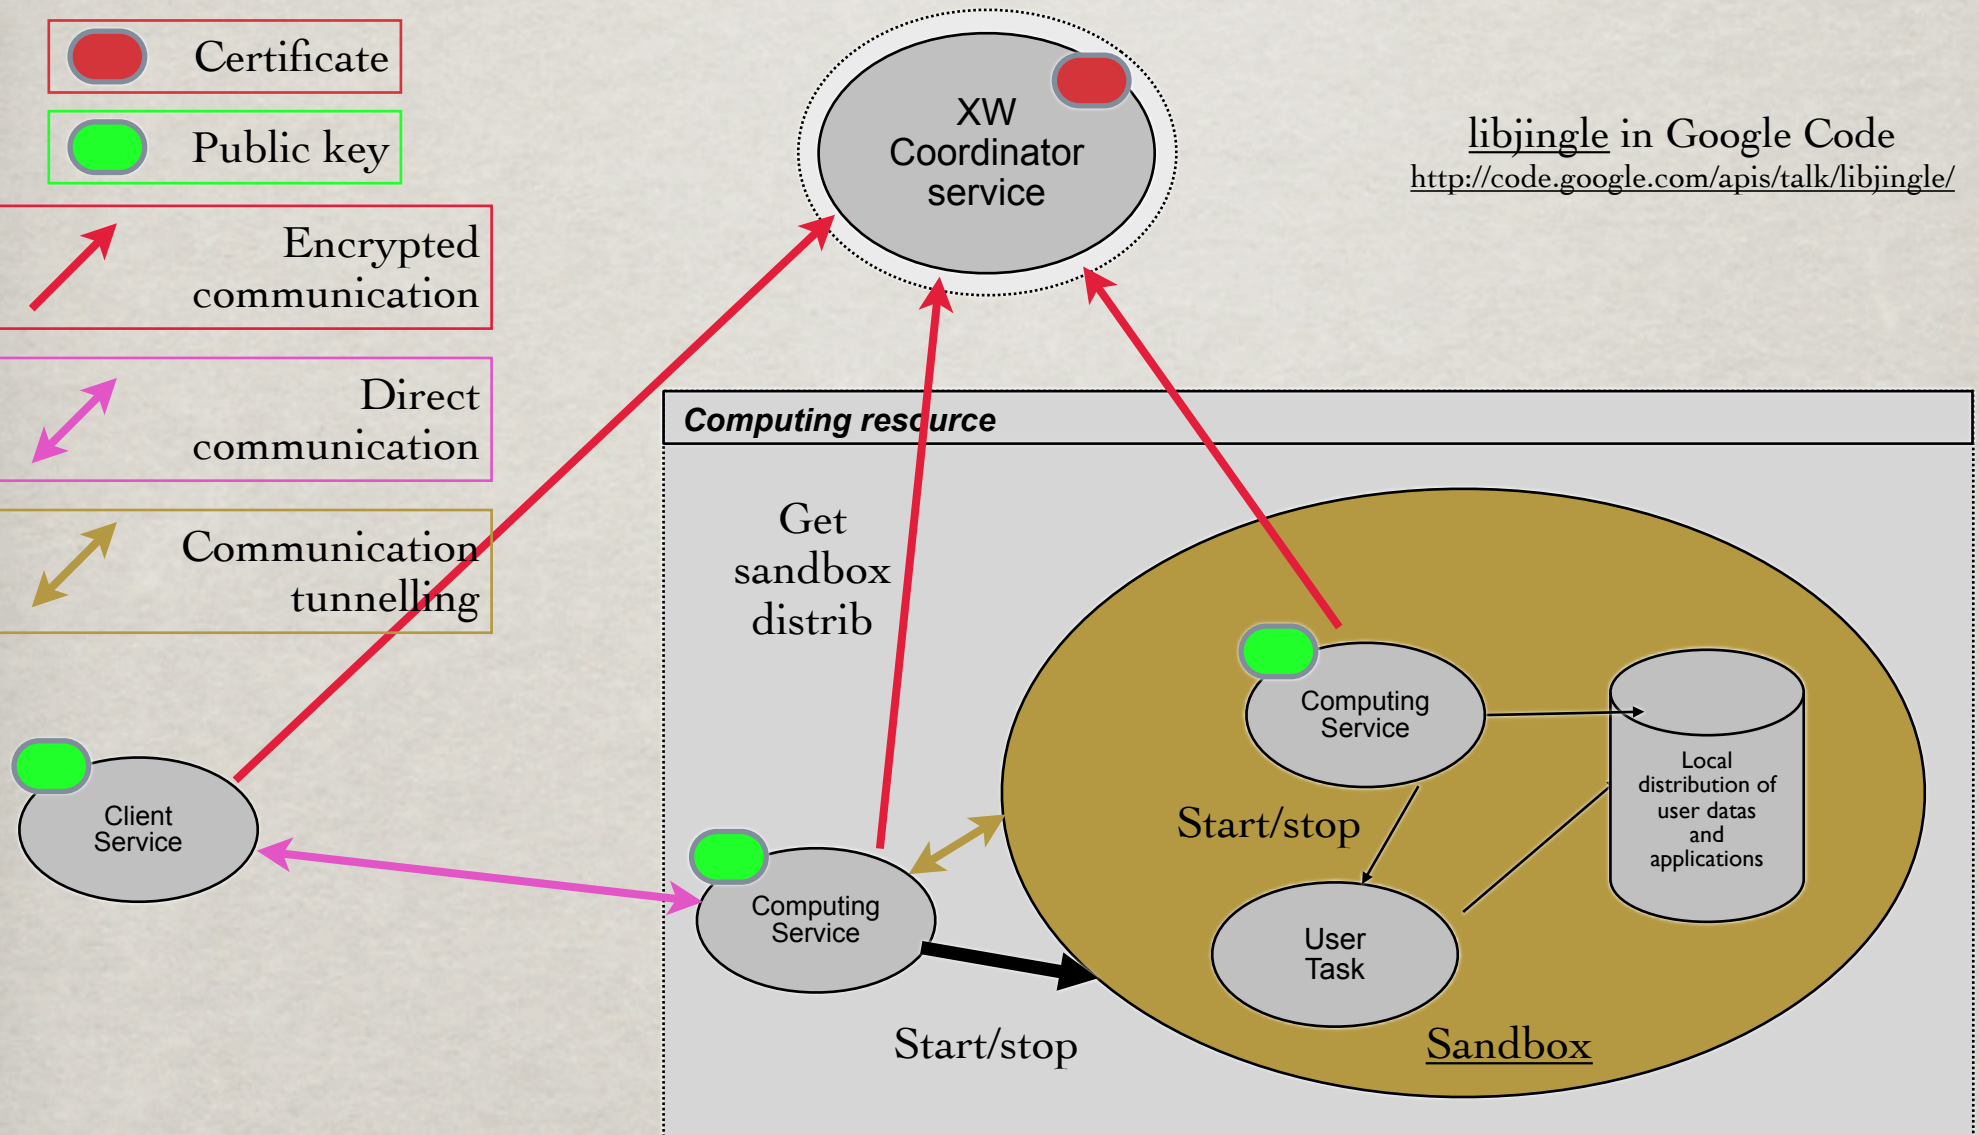 Certificate
Public key
Encrypted
communication
Direct
communication
Communication
tunnelling
XW
Coordinator
service
libjingle in Google Code
http://code.google.com/apis/talk/libjingle/
Computing resource
Get
sandbox
distrib
Client
Service
Computing
Service
Start/stop
Computing
Service
Start/stop
User
Task
Local
distribution of
user datas
and
applications
Sandbox